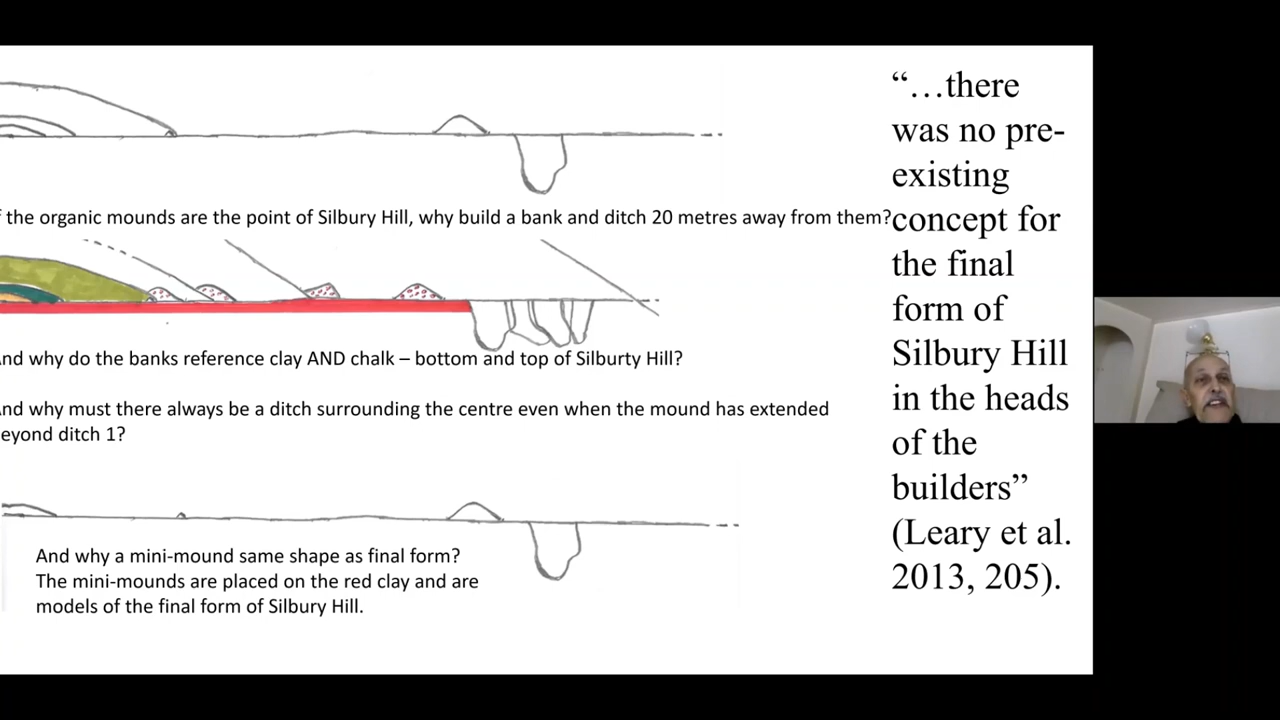 f the organic mounds are the point of Silbury Hill, why build a bank and ditch 20 metres away from them?
nd why do the banks reference clay AND chalk – bottom and top of Silburty Hill?
nd why must there always be a ditch surrounding the centre even when the mound has extended
eyond ditch 1?
And why a mini-mound same shape as final form?
The mini-mounds are placed on the red clay and are
models of the final form of Silbury Hill.
“…there
was no pre-
existing
concept for
the final
form of
Silbury Hill
in the heads
of the
builders”
(Leary et al.
2013, 205).